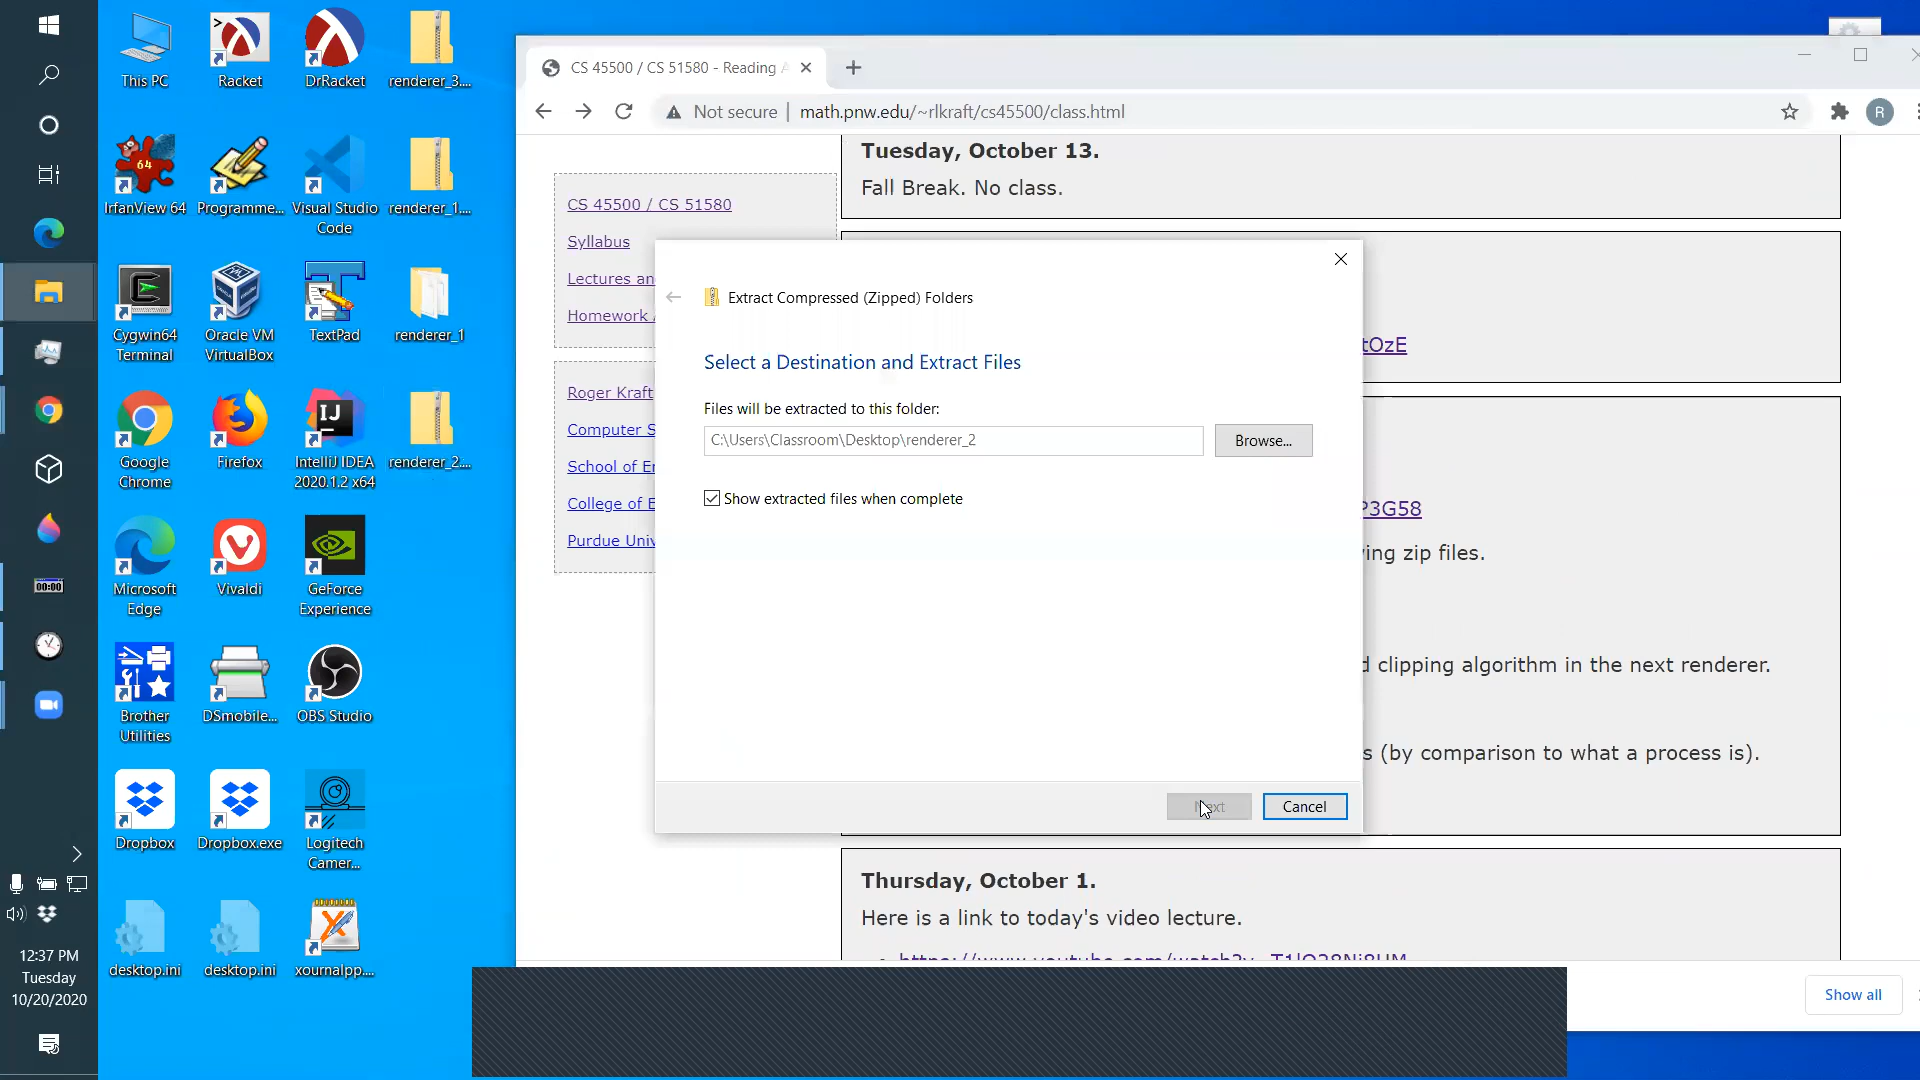 This PC
Racket
DrRacket
renderer_3....
IrfanView 64
Programme...
Visual Studio
Code
renderer_1....
64
Cygwin64
Terminal
Oracle VM
VirtualBox
TextPad
renderer_1
Google
Chrome
Firefox
IntelliJ IDEA
2020.1.2 x64
renderer_2....
Microsoft
Edge
Vivaldi
GeForce
Experience
Brother
Utilities
DSmobile...
OBS Studio
Dropbox
Dropbox.exe
Logitech
Camer...
desktop.ini
desktop.ini
xournalpp....
00:00
12:37 PM
Tuesday
10/20/2020
CS 45500 / CS 51580 - Reading A
Not secure
math.pnw.edu/~rlkraft/cs45500/class.html
R
CS 45500 / CS 51580
Syllabus
Lectures an
Homework
Roger Kraft
Computer S
School of E
College of E
Purdue Univ
Tuesday, October 13.
Fall Break. No class.
tOzE
P3G58
ing zip files.
d clipping algorithm in the next renderer.
s (by comparison to what a process is).
Thursday, October 1.
Here is a link to today's video lecture.
Extract Compressed (Zipped) Folders
Select a Destination and Extract Files
Files will be extracted to this folder:
C:\Users\Classroom\Desktop\renderer_2
Browse...
Show extracted files when complete
Next
Cancel
Show all